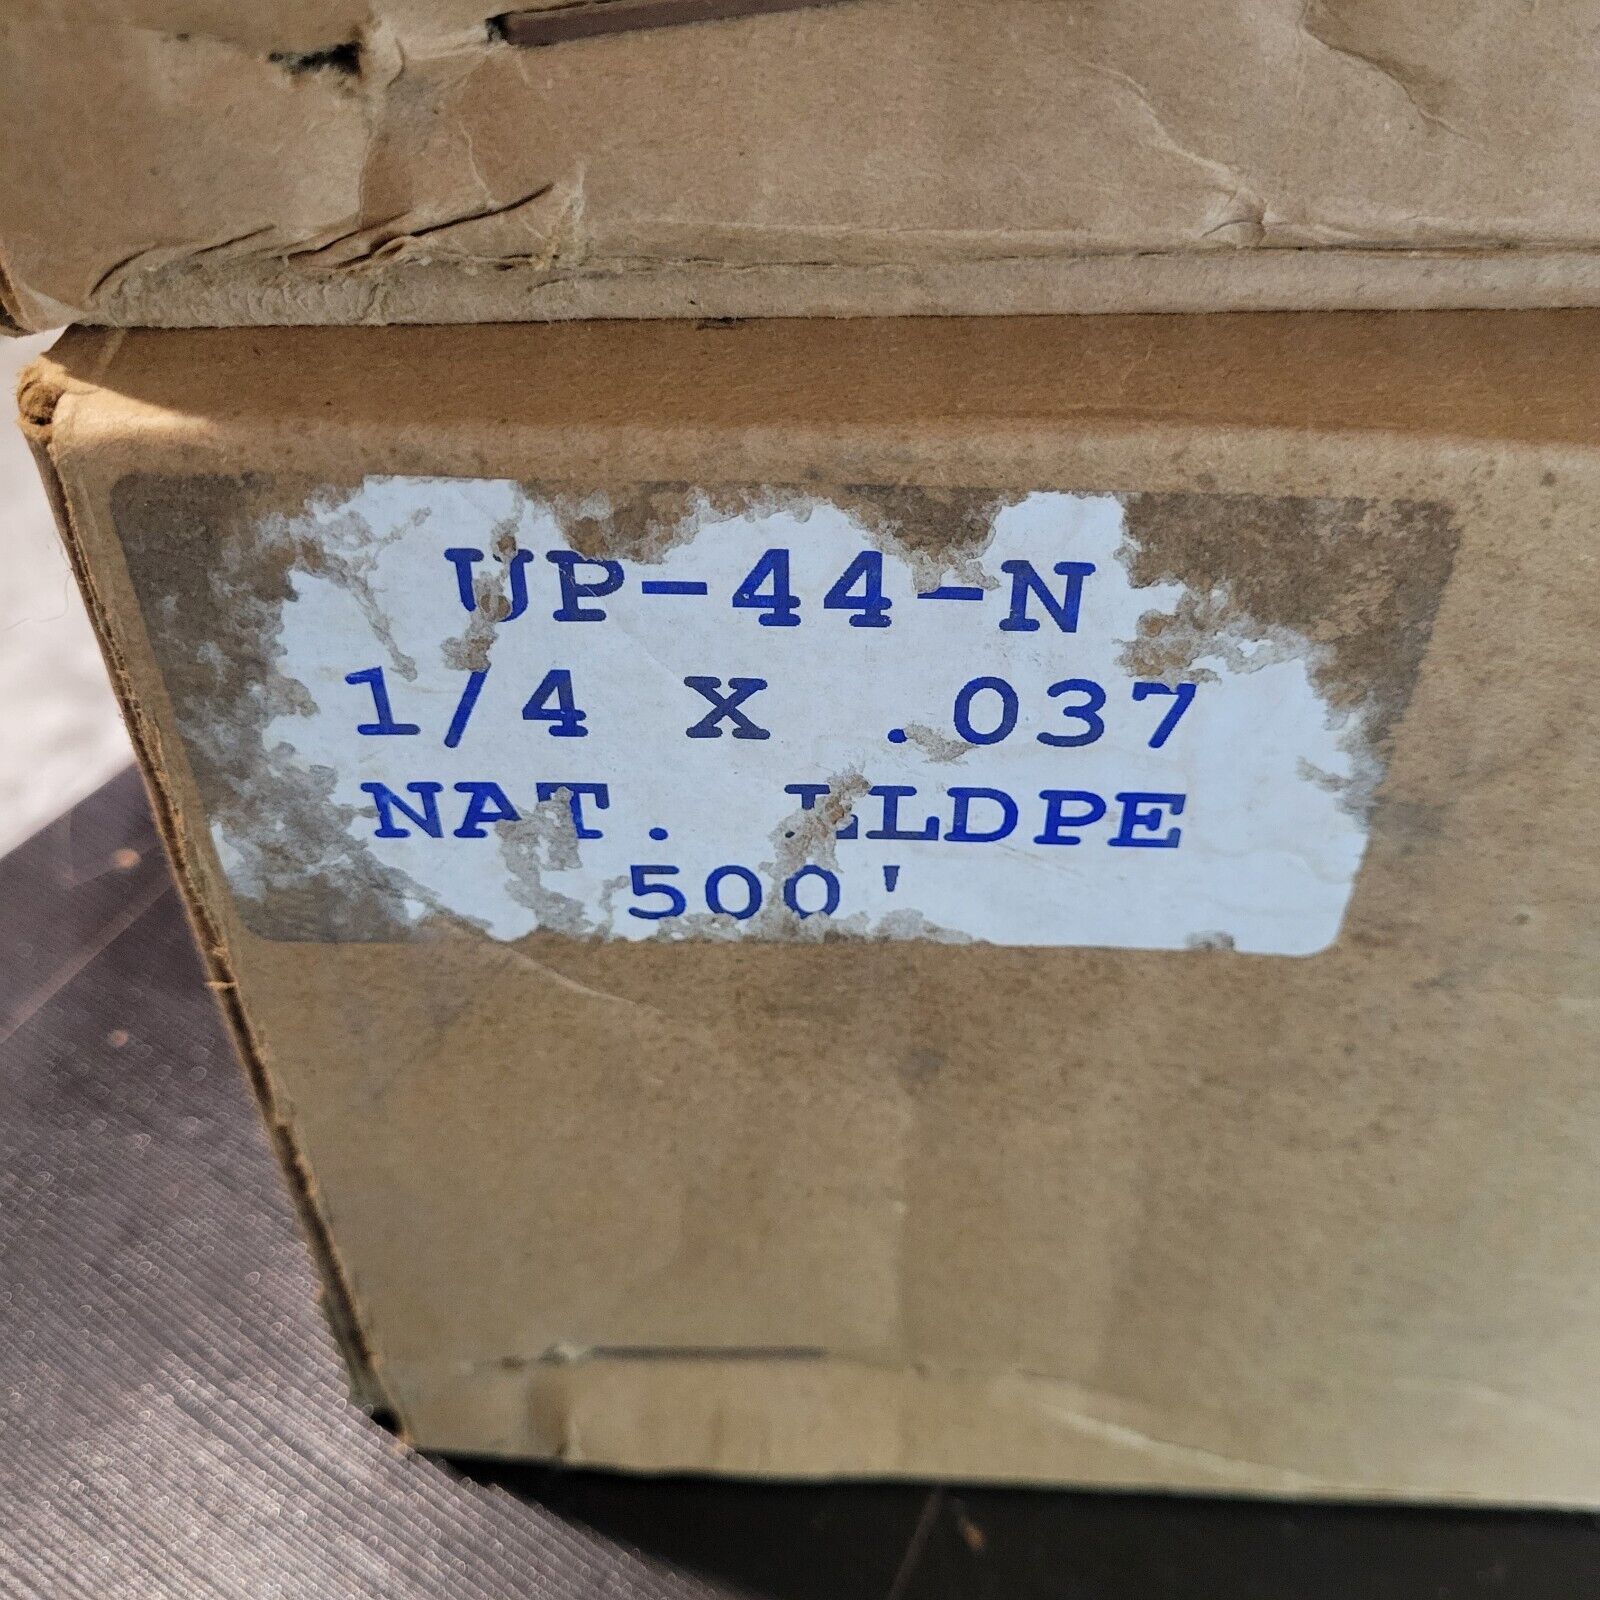 UP-44-N
1/4 X .037
NAT. LLDPE
500'